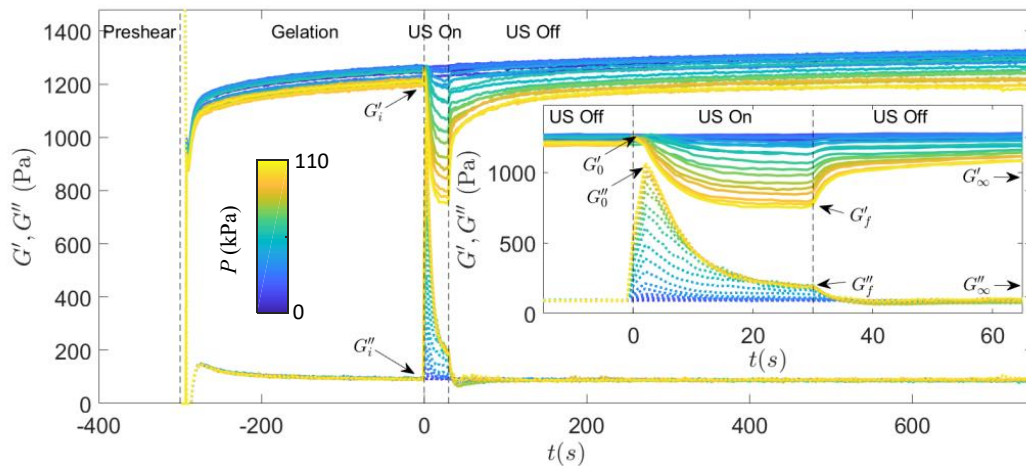 Preshear Gelation US On US Off
1400
1200
1000
800
600
400
200
0
G′, G″ (Pa)
-400 -200 0 200 400 600
t(s)
G′ᵢ
G″ᵢ
110
P (kPa)
0
US Off US On US Off
1000
500
0
G′, G″ (Pa)
0 20 40 60
t(s)
G′₀
G″₀
G′∞
G′f
G″f
G″∞